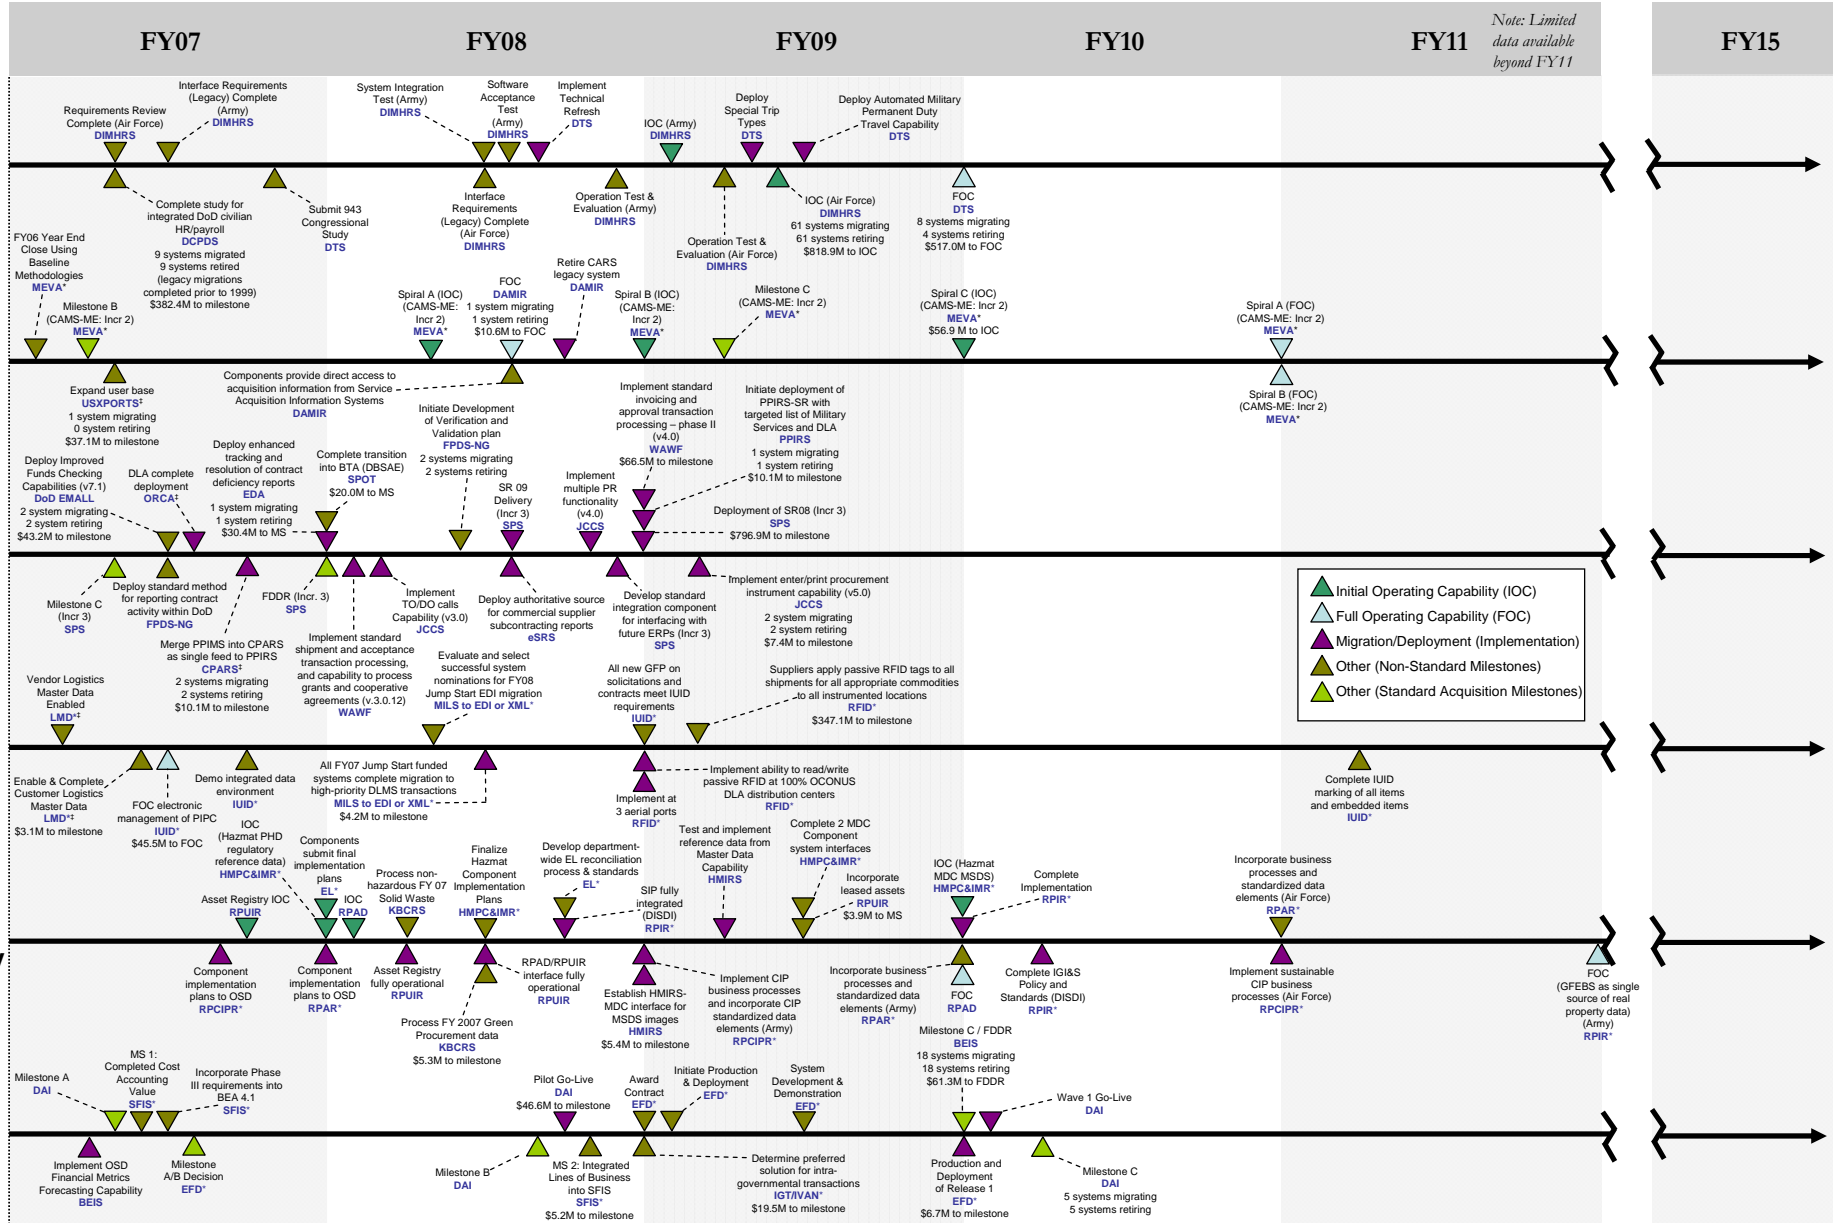 FY07
FY08
FY09
FY10
FY11
Note: Limited
data available
beyond FY11
FY15
Requirements Review
Complete (Air Force)
DIMHRS
Interface Requirements
(Legacy) Complete
(Army)
DIMHRS
System Integration
Test (Army)
DIMHRS
Software
Acceptance
Test
(Army)
DIMHRS
Implement
Technical
Refresh
DTS
IOC (Army)
DIMHRS
Deploy
Special Trip
Types
DTS
Deploy Automated Military
Permanent Duty
Travel Capability
DTS
Complete study for
integrated DoD civilian
HR/payroll
DCPDS
9 systems migrated
9 systems retired
(legacy migrations
completed prior to 1999)
$382.4M to milestone
Submit 943
Congressional
Study
DTS
Interface
Requirements
(Legacy) Complete
(Air Force)
DIMHRS
Operation Test &
Evaluation (Army)
DIMHRS
Operation Test &
Evaluation (Air Force)
DIMHRS
IOC (Air Force)
DIMHRS
61 systems migrating
61 systems retiring
$818.9M to IOC
FOC
DTS
8 systems migrating
4 systems retiring
$517.0M to FOC
FY06 Year End
Close Using
Baseline
Methodologies
MEVA*
Milestone B
(CAMS-ME: Incr 2)
MEVA*
Spiral A (IOC)
(CAMS-ME:
Incr 2)
MEVA*
FOC
DAMIR
1 system migrating
1 system retiring
$10.6M to FOC
Retire CARS
legacy system
DAMIR
Spiral B (IOC)
(CAMS-ME:
Incr 2)
MEVA*
Milestone C
(CAMS-ME: Incr 2)
MEVA*
Spiral C (IOC)
(CAMS-ME: Incr 2)
MEVA*
$56.9 M to IOC
Spiral A (FOC)
(CAMS-ME: Incr 2)
MEVA*
Expand user base
USXPORTS‡
1 system migrating
0 system retiring
$37.1M to milestone
Components provide direct access to
acquisition information from Service
Acquisition Information Systems
DAMIR
Spiral B (FOC)
(CAMS-ME: Incr 2)
MEVA*
Deploy Improved
Funds Checking
Capabilities (v7.1)
DoD EMALL
2 system migrating
2 system retiring
$43.2M to milestone
DLA complete
deployment
ORCA‡
Deploy enhanced
tracking and
resolution of contract
deficiency reports
EDA
1 system migrating
1 system retiring
$30.4M to MS
Complete transition
into BTA (DBSAE)
SPOT
$20.0M to MS
Initiate Development
of Verification and
Validation plan
FPDS-NG
2 systems migrating
2 systems retiring
SR 09
Delivery
(Incr 3)
SPS
Implement
multiple PR
functionality
(v4.0)
JCCS
Implement standard
invoicing and
approval transaction
processing – phase II
(v4.0)
WAWF
$66.5M to milestone
Initiate deployment of
PPIRS-SR with
targeted list of Military
Services and DLA
PPIRS
1 system migrating
1 system retiring
$10.1M to milestone
Deployment of SR08 (Incr 3)
SPS
$796.9M to milestone
Milestone C
(Incr 3)
SPS
Deploy standard method
for reporting contract
activity within DoD
FPDS-NG
Merge PPIMS into CPARS
as single feed to PPIRS
CPARS‡
2 systems migrating
2 systems retiring
$10.1M to milestone
FDDR (Incr. 3)
SPS
Implement standard
shipment and acceptance
transaction processing,
and capability to process
grants and cooperative
agreements (v.3.0.12)
WAWF
Implement
TO/DO calls
Capability (v3.0)
JCCS
Deploy authoritative source
for commercial supplier
subcontracting reports
eSRS
Develop standard
integration component
for interfacing with
future ERPs (Incr 3)
SPS
Implement enter/print procurement
instrument capability (v5.0)
JCCS
2 system migrating
2 system retiring
$7.4M to milestone
Initial Operating Capability (IOC)
Full Operating Capability (FOC)
Migration/Deployment (Implementation)
Other (Non-Standard Milestones)
Other (Standard Acquisition Milestones)
Vendor Logistics
Master Data
Enabled
LMD*‡
Evaluate and select
successful system
nominations for FY08
Jump Start EDI migration
MILS to EDI or XML*
All new GFP on
solicitations and
contracts meet IUID
requirements
IUID*
Suppliers apply passive RFID tags to all
shipments for all appropriate commodities
to all instrumented locations
RFID*
$347.1M to milestone
Enable & Complete
Customer Logistics
Master Data
LMD*‡
$3.1M to milestone
FOC electronic
management of PIPC
IUID*
$45.5M to FOC
Demo integrated data
environment
IUID*
All FY07 Jump Start funded
systems complete migration to
high-priority DLMS transactions
MILS to EDI or XML*
$4.2M to milestone
Implement at
3 aerial ports
RFID*
Implement ability to read/write
passive RFID at 100% OCONUS
DLA distribution centers
RFID*
Complete IUID
marking of all items
and embedded items
IUID*
Asset Registry IOC
RPUIR
IOC
(Hazmat PHD
regulatory
reference data)
HMPC&IMR*
Components
submit final
implementation
plans
EL*
IOC
RPAD
Process non-
hazardous FY 07
Solid Waste
KBCRS
Finalize
Hazmat
Component
Implementation
Plans
HMPC&IMR*
Develop department-
wide EL reconciliation
process & standards
EL*
SIP fully
integrated
(DISDI)
RPIR*
Test and implement
reference data from
Master Data
Capability
HMIRS
Complete 2 MDC
Component
system interfaces
HMPC&IMR*
Incorporate
leased assets
RPUIR
$3.9M to MS
IOC (Hazmat
MDC MSDS)
HMPC&IMR*
Complete
Implementation
RPIR*
Incorporate business
processes and
standardized data
elements (Air Force)
RPAR*
Component
implementation
plans to OSD
RPCIPR*
Component
implementation
plans to OSD
RPAR*
Asset Registry
fully operational
RPUIR
Process FY 2007 Green
Procurement data
KBCRS
$5.3M to milestone
RPAD/RPUIR
interface fully
operational
RPUIR
Establish HMIRS-
MDC interface for
MSDS images
HMIRS
$5.4M to milestone
Implement CIP
business processes
and incorporate CIP
standardized data
elements (Army)
RPCIPR*
Incorporate business
processes and
standardized data
elements (Army)
RPAR*
FOC
RPAD
Complete IGI&S
Policy and
Standards (DISDI)
RPIR*
Implement sustainable
CIP business
processes (Air Force)
RPCIPR*
FOC
(GFEBS as single
source of real
property data)
(Army)
RPIR*
Milestone A
DAI
MS 1:
Completed Cost
Accounting
Value
SFIS*
Incorporate Phase
III requirements into
BEA 4.1
SFIS*
Pilot Go-Live
DAI
$46.6M to milestone
Award
Contract
EFD*
Initiate Production
& Deployment
EFD*
System
Development &
Demonstration
EFD*
Milestone C / FDDR
BEIS
18 systems migrating
18 systems retiring
$61.3M to FDDR
Wave 1 Go-Live
DAI
Implement OSD
Financial Metrics
Forecasting Capability
BEIS
Milestone
A/B Decision
EFD*
Milestone B
DAI
MS 2: Integrated
Lines of Business
into SFIS
SFIS*
$5.2M to milestone
Determine preferred
solution for intra-
governmental transactions
IGT/IVAN*
$19.5M to milestone
Production and
Deployment
of Release 1
EFD*
$6.7M to milestone
Milestone C
DAI
5 systems migrating
5 systems retiring